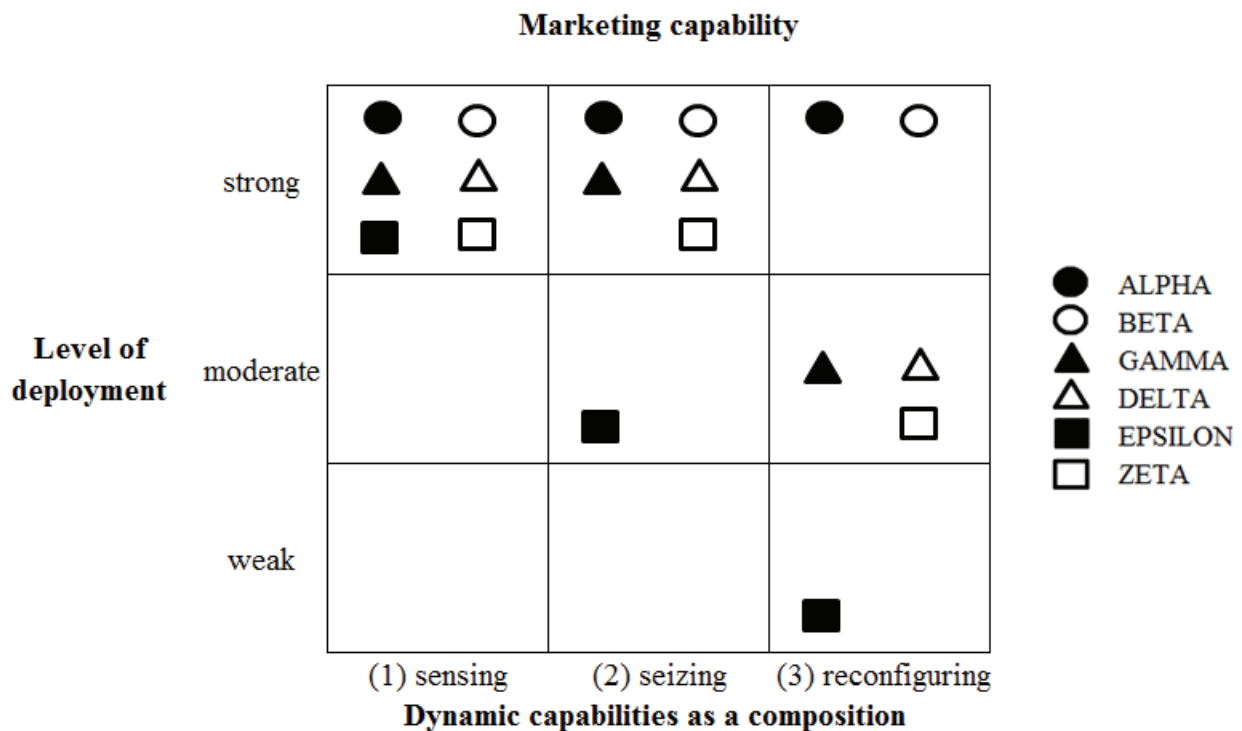 Marketing capability
strong
Level of
deployment
moderate
weak
ALPHA
BETA
GAMMA
DELTA
EPSILON
ZETA
(1) sensing
(2) seizing
(3) reconfiguring
Dynamic capabilities as a composition